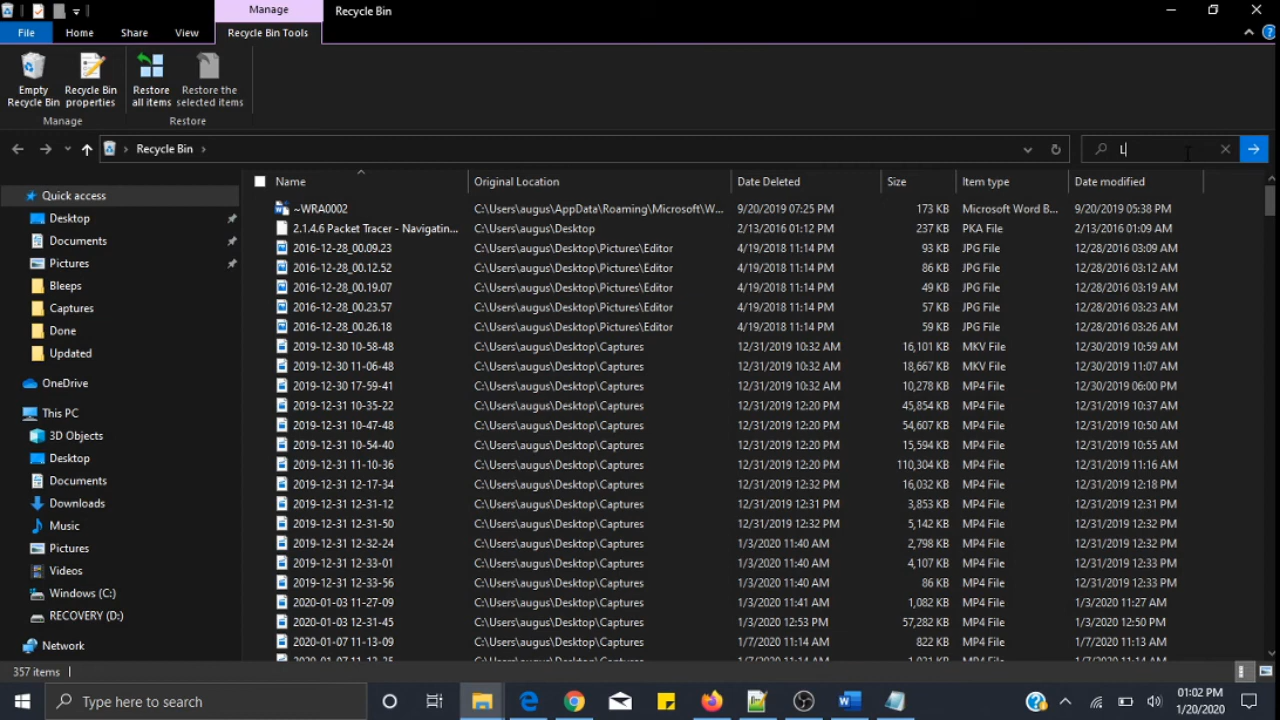 Manage
Recycle Bin
File
Home
Share
View
Recycle Bin Tools
Empty Recycle Bin
Recycle Bin properties
Restore all items
Restore the selected items
Manage
Restore
Recycle Bin
L
Name Original Location Date Deleted Size Item type Date modified
~WRA0002 C:\Users\augus\AppData\Roaming\Microsoft\W... 9/20/2019 07:25 PM 173 KB Microsoft Word B... 9/20/2019 05:38 PM
2.1.4.6 Packet Tracer - Navigatin... C:\Users\augus\Desktop 2/13/2016 01:12 AM 237 KB PKA File 2/13/2016 01:09 AM
2016-12-28_00.09.23 C:\Users\augus\Desktop\Pictures\Editor 4/19/2018 11:14 PM 93 KB JPG File 12/28/2016 03:09 AM
2016-12-28_00.12.52 C:\Users\augus\Desktop\Pictures\Editor 4/19/2018 11:14 PM 86 KB JPG File 12/28/2016 03:12 AM
2016-12-28_00.19.07 C:\Users\augus\Desktop\Pictures\Editor 4/19/2018 11:14 PM 49 KB JPG File 12/28/2016 03:19 AM
2016-12-28_00.23.57 C:\Users\augus\Desktop\Pictures\Editor 4/19/2018 11:14 PM 57 KB JPG File 12/28/2016 03:23 AM
2016-12-28_00.26.18 C:\Users\augus\Desktop\Pictures\Editor 4/19/2018 11:14 PM 59 KB JPG File 12/28/2016 03:26 AM
2019-12-30 10-58-48 C:\Users\augus\Desktop\Captures 12/31/2019 10:32 AM 16,101 KB MKV File 12/30/2019 10:59 AM
2019-12-30 11-06-48 C:\Users\augus\Desktop\Captures 12/31/2019 10:32 AM 18,667 KB MKV File 12/30/2019 11:07 AM
2019-12-30 17-59-41 C:\Users\augus\Desktop\Captures 12/31/2019 10:32 AM 10,278 KB MP4 File 12/30/2019 06:00 PM
2019-12-31 10-35-22 C:\Users\augus\Desktop\Captures 12/31/2019 12:20 PM 45,854 KB MP4 File 12/31/2019 10:37 AM
2019-12-31 10-47-48 C:\Users\augus\Desktop\Captures 12/31/2019 12:20 PM 54,607 KB MP4 File 12/31/2019 10:50 AM
2019-12-31 10-54-40 C:\Users\augus\Desktop\Captures 12/31/2019 12:20 PM 15,594 KB MP4 File 12/31/2019 10:55 AM
2019-12-31 11-10-36 C:\Users\augus\Desktop\Captures 12/31/2019 12:20 PM 110,304 KB MP4 File 12/31/2019 11:16 AM
2019-12-31 12-17-34 C:\Users\augus\Desktop\Captures 12/31/2019 12:32 PM 16,032 KB MP4 File 12/31/2019 12:18 PM
2019-12-31 12-31-12 C:\Users\augus\Desktop\Captures 12/31/2019 12:31 PM 3,853 KB MP4 File 12/31/2019 12:31 PM
2019-12-31 12-31-50 C:\Users\augus\Desktop\Captures 12/31/2019 12:32 PM 5,142 KB MP4 File 12/31/2019 12:32 PM
2019-12-31 12-32-24 C:\Users\augus\Desktop\Captures 1/3/2020 11:40 AM 2,798 KB MP4 File 12/31/2019 12:32 PM
2019-12-31 12-33-01 C:\Users\augus\Desktop\Captures 1/3/2020 11:40 AM 4,107 KB MP4 File 12/31/2019 12:33 PM
2019-12-31 12-33-56 C:\Users\augus\Desktop\Captures 1/3/2020 11:40 AM 86 KB MP4 File 12/31/2019 12:33 PM
2020-01-03 11-27-09 C:\Users\augus\Desktop\Captures 1/3/2020 11:41 AM 1,082 KB MP4 File 1/3/2020 11:27 AM
2020-01-03 12-31-45 C:\Users\augus\Desktop\Captures 1/3/2020 12:53 PM 57,282 KB MP4 File 1/3/2020 12:50 PM
2020-01-07 11-13-09 C:\Users\augus\Desktop\Captures 1/7/2020 11:14 AM 822 KB MP4 File 1/7/2020 11:13 AM
Quick access
Desktop
Documents
Pictures
Bleeps
Captures
Done
Updated
OneDrive
This PC
3D Objects
Desktop
Documents
Downloads
Music
Pictures
Videos
Windows (C:)
RECOVERY (D:)
Network
357 items
Type here to search
01:02 PM
1/20/2020